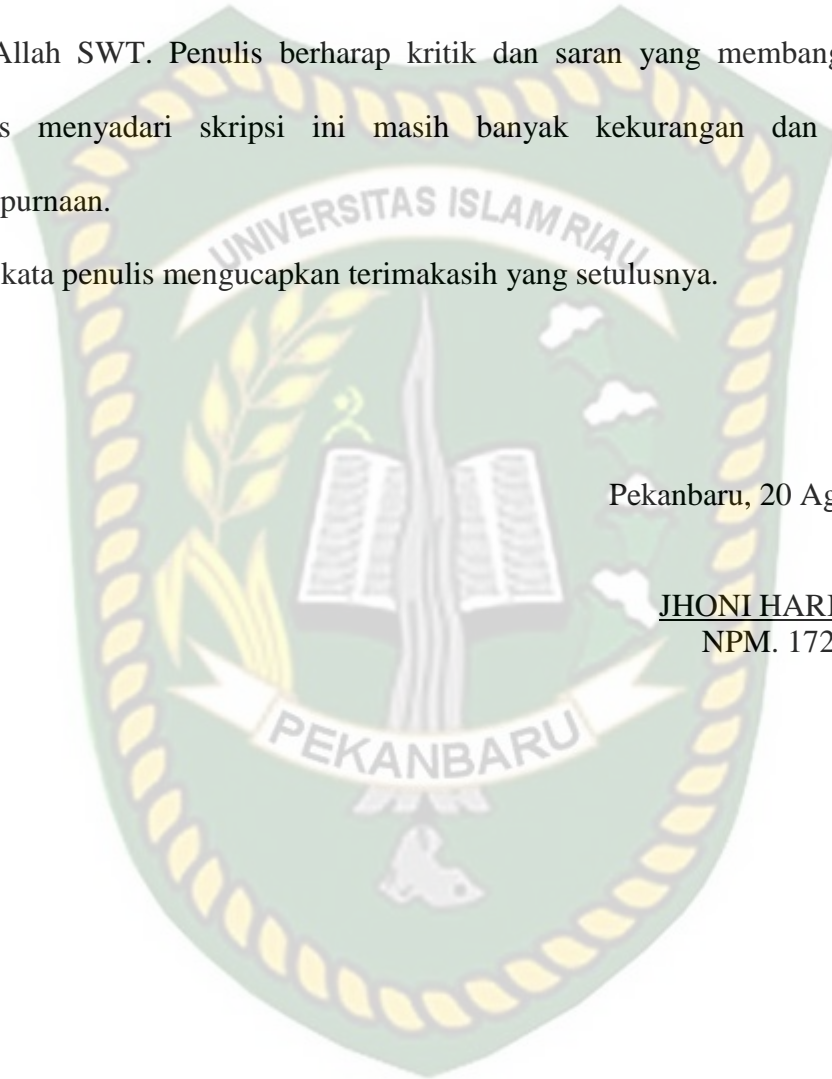 Allah SWT. Penulis berharap kritik dan saran yang membang
s menyadari skripsi ini masih banyak kekurangan dan
purnaan.
UNIVERSITAS ISLAM RIAU
kata penulis mengucapkan terimakasih yang setulusnya.
Pekanbaru, 20 Ag
JHONI HARI
NPM. 172
PEKANBARU